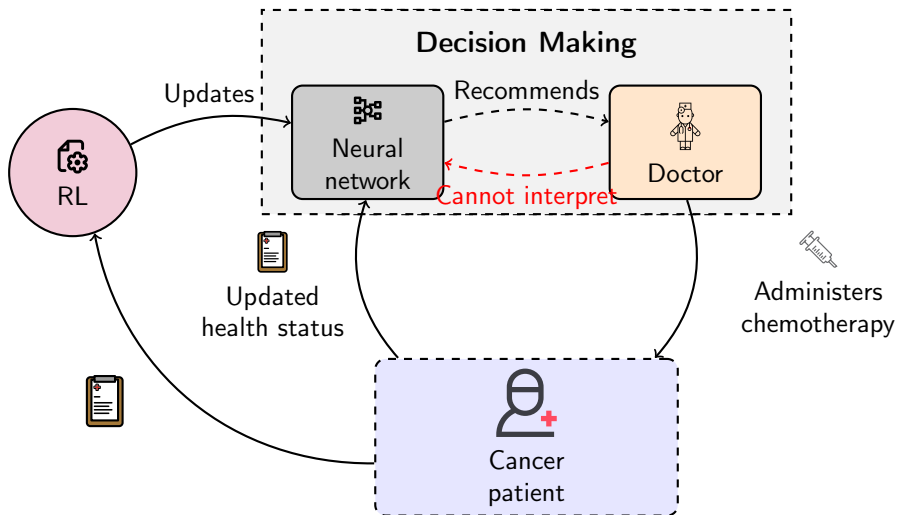 Decision Making
Updates
Recommends
Neural
network
Doctor
RL
Cannot interpret
Updated
health status
Administers
chemotherapy
Cancer
patient